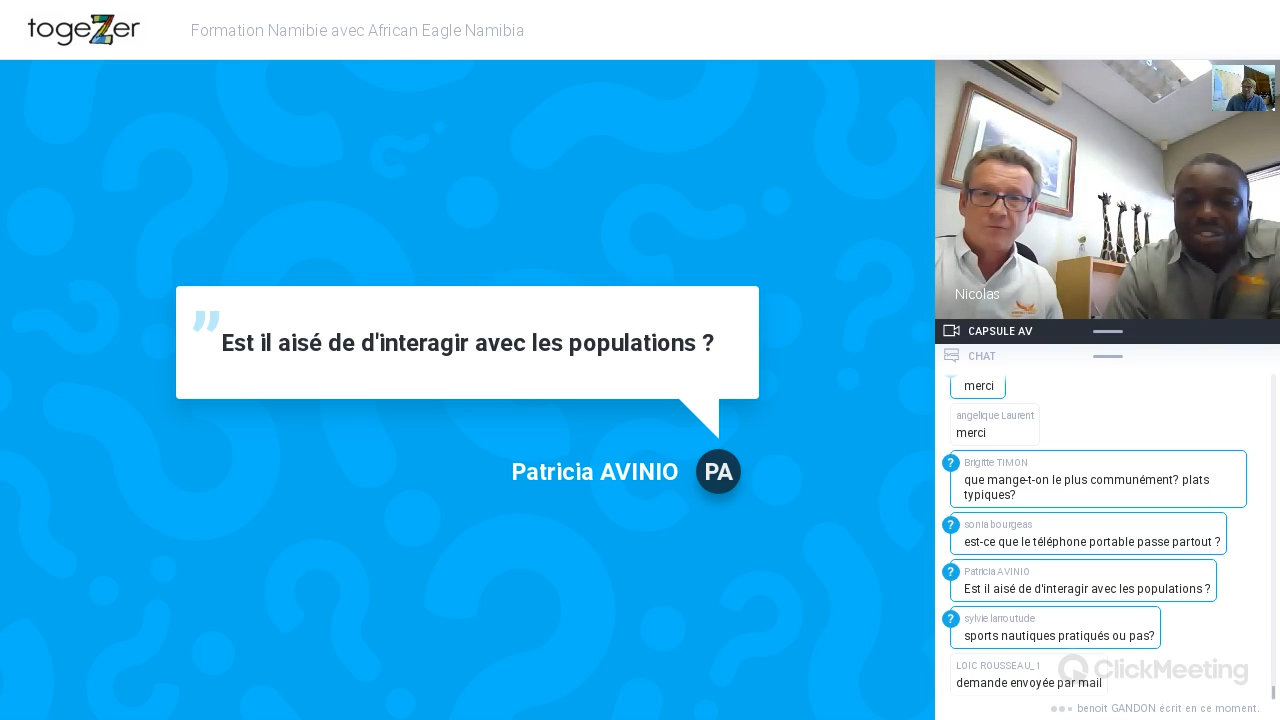 togeZer
Formation Namibie avec African Eagle Namibia
Est il aisé de d'interagir avec les populations ?
Patricia AVINIO PA
Nicolas
CAPSULE AV
CHAT
merci
angelique Laurent
merci
? Brigitte TIMON
que mange-t-on le plus communément? plats
typiques?
? sonia bourgeas
est-ce que le téléphone portable passe partout ?
? Patricia AVINIO
Est il aisé de d'interagir avec les populations ?
? sylvie larroutude
sports nautiques pratiqués ou pas?
LOIC ROUSSEAU_1
demande envoyée par mail
ClickMeeting
benoit GANDON écrit en ce moment.